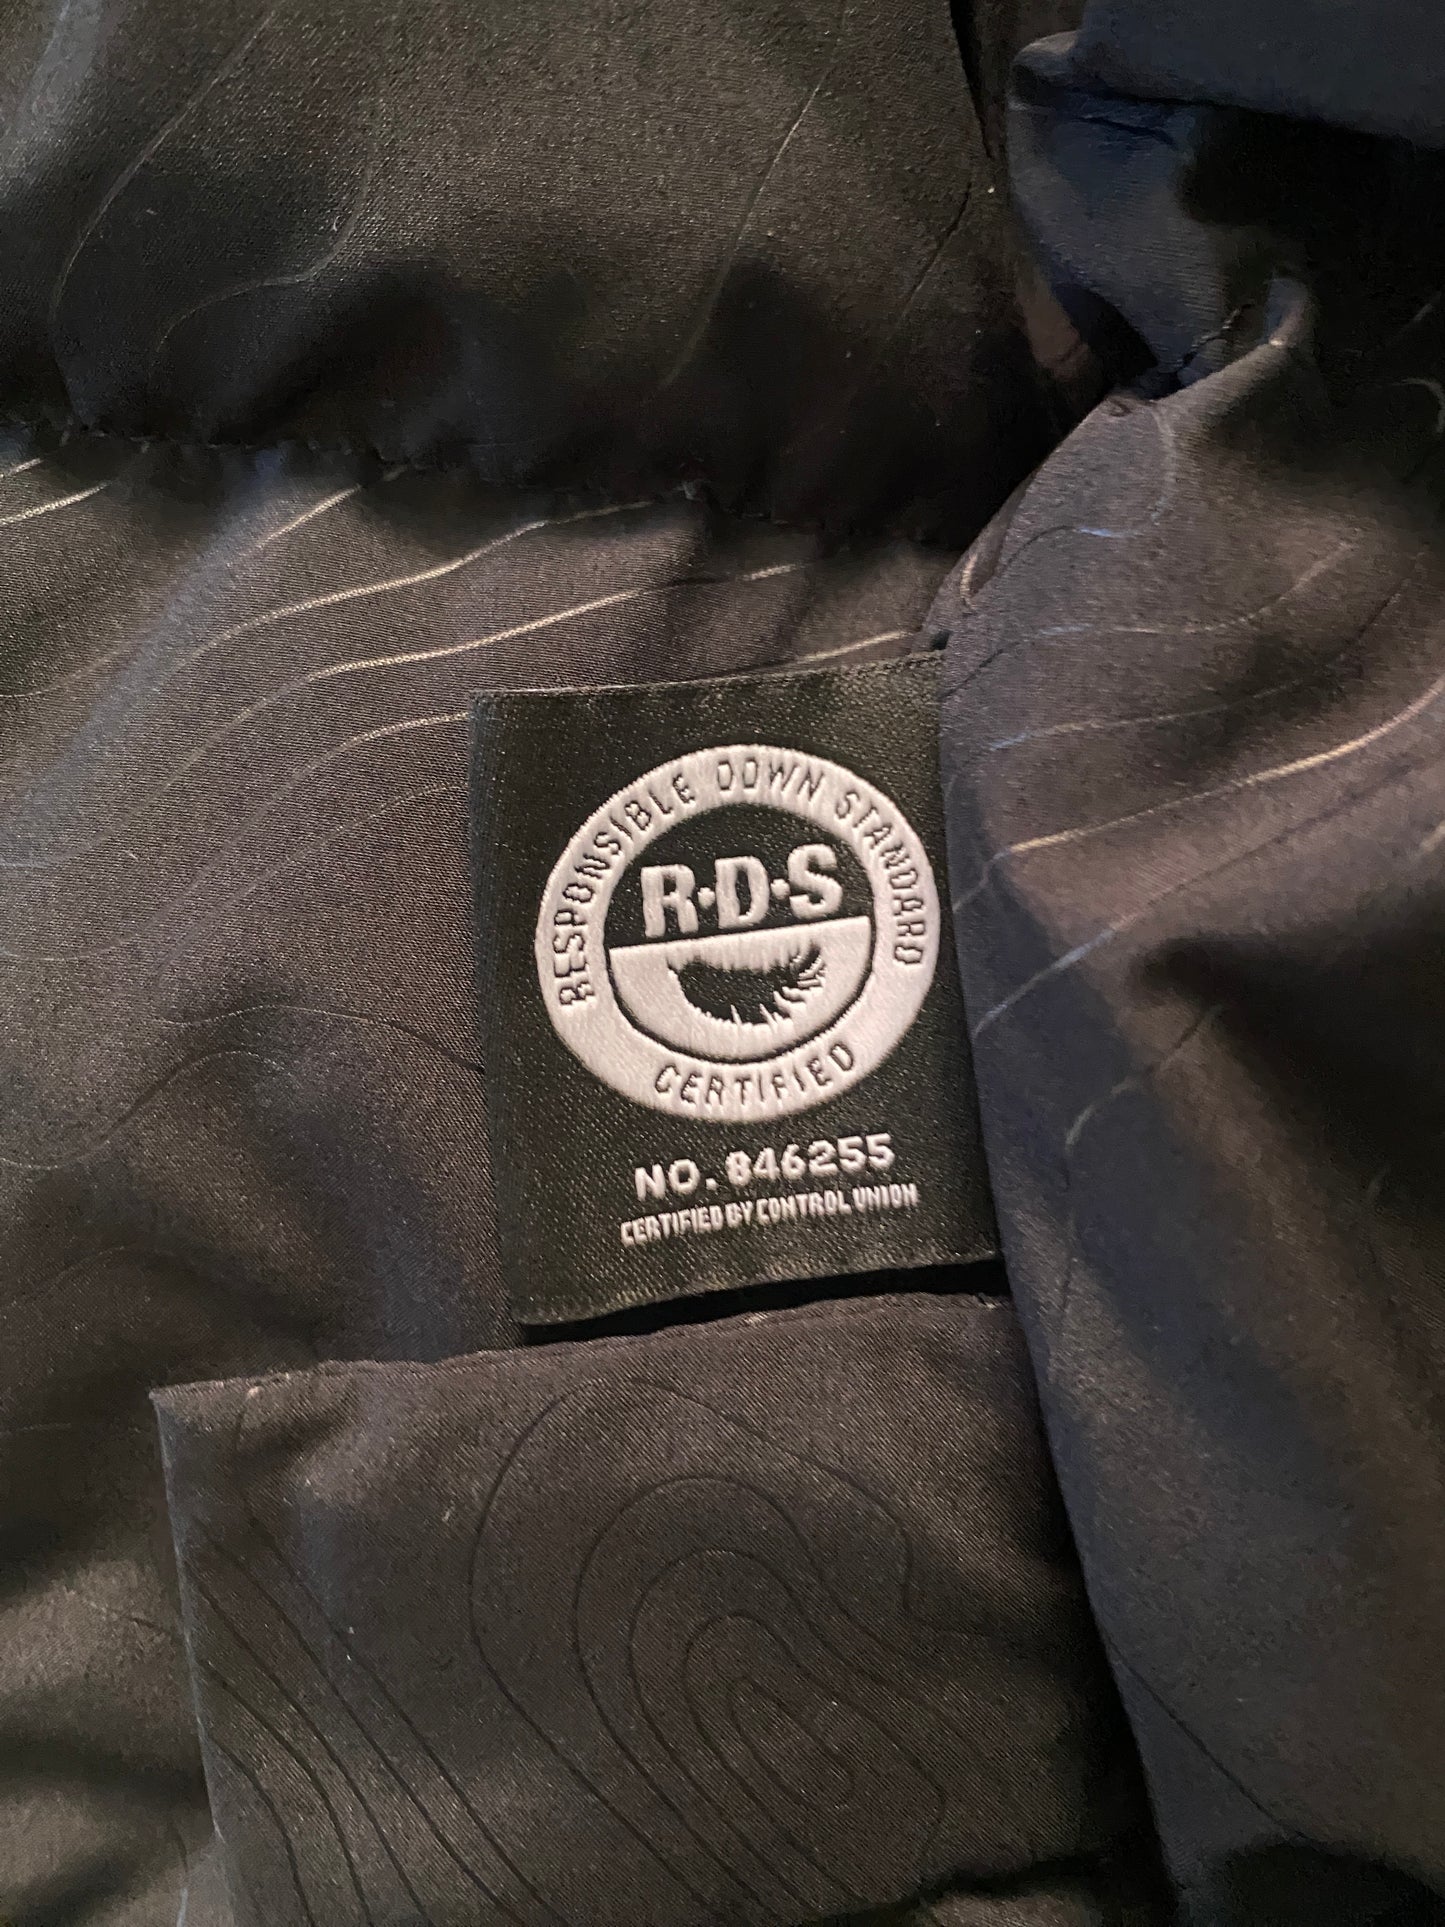 RESPONSIBLE DOWN STANDARD
R·D·S
CERTIFIED
NO. 846255
CERTIFIED BY CONTROL UNION